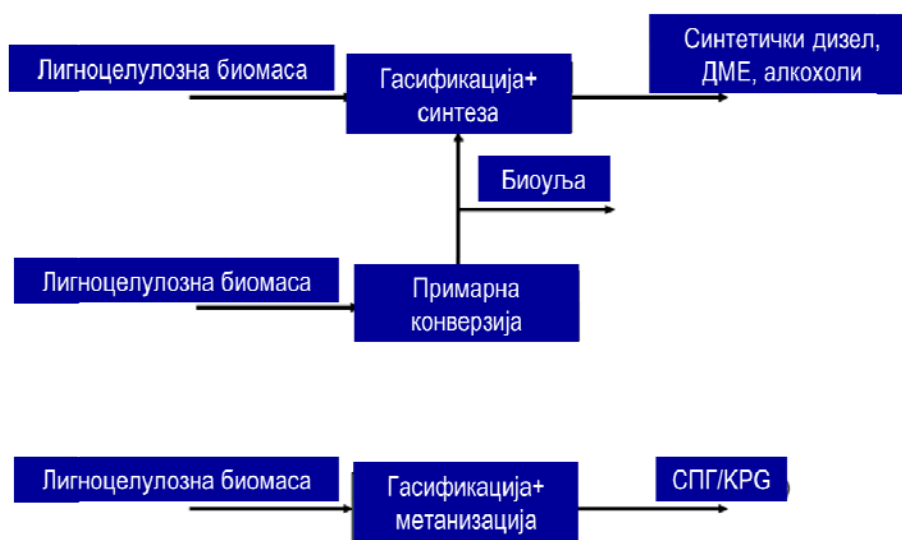 Лигноцелулозна биомаса
Гасификација+
синтеза
Синтетички дизел,
ДМЕ, алкохоли
Биоуља
Лигноцелулозна биомаса
Примарна
конверзија
Лигноцелулозна биомаса
Гасификација+
метанизација
СПГ/KPG